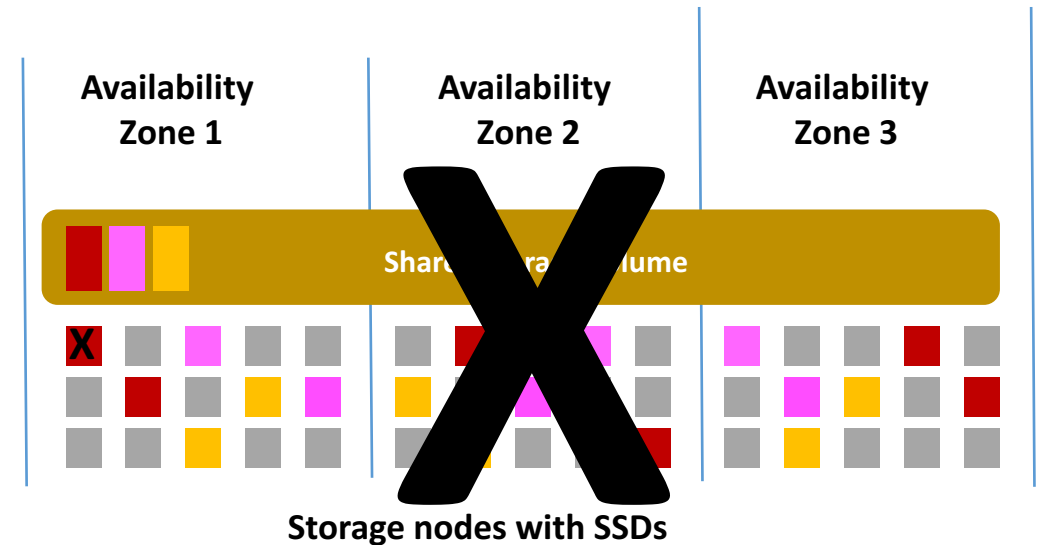 Availability
Zone 1
Availability
Zone 2
Availability
Zone 3
X
X
Storage nodes with SSDs